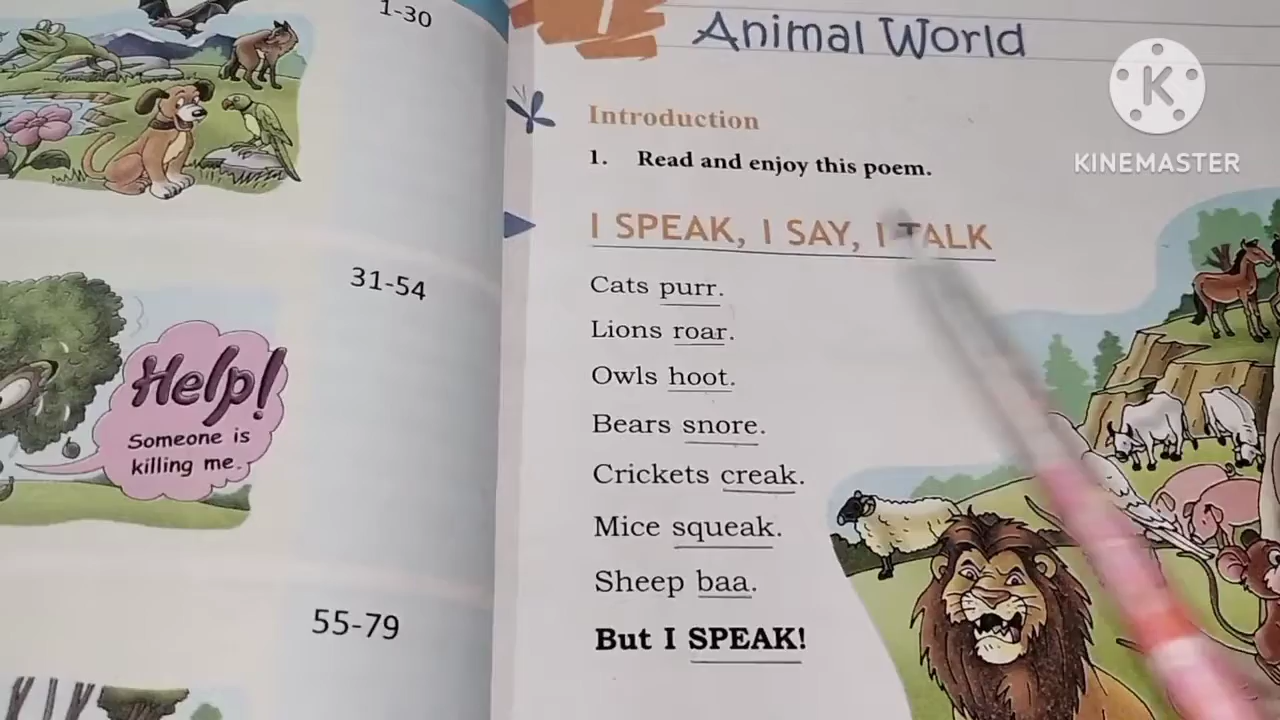 1-30
31-54
Help!
Someone is
killing me.
55-79
1
Animal World
Introduction
1. Read and enjoy this poem.
I SPEAK, I SAY, I TALK
Cats purr.
Lions roar.
Owls hoot.
Bears snore.
Crickets creak.
Mice squeak.
Sheep baa.
But I SPEAK!
K
KINEMASTER